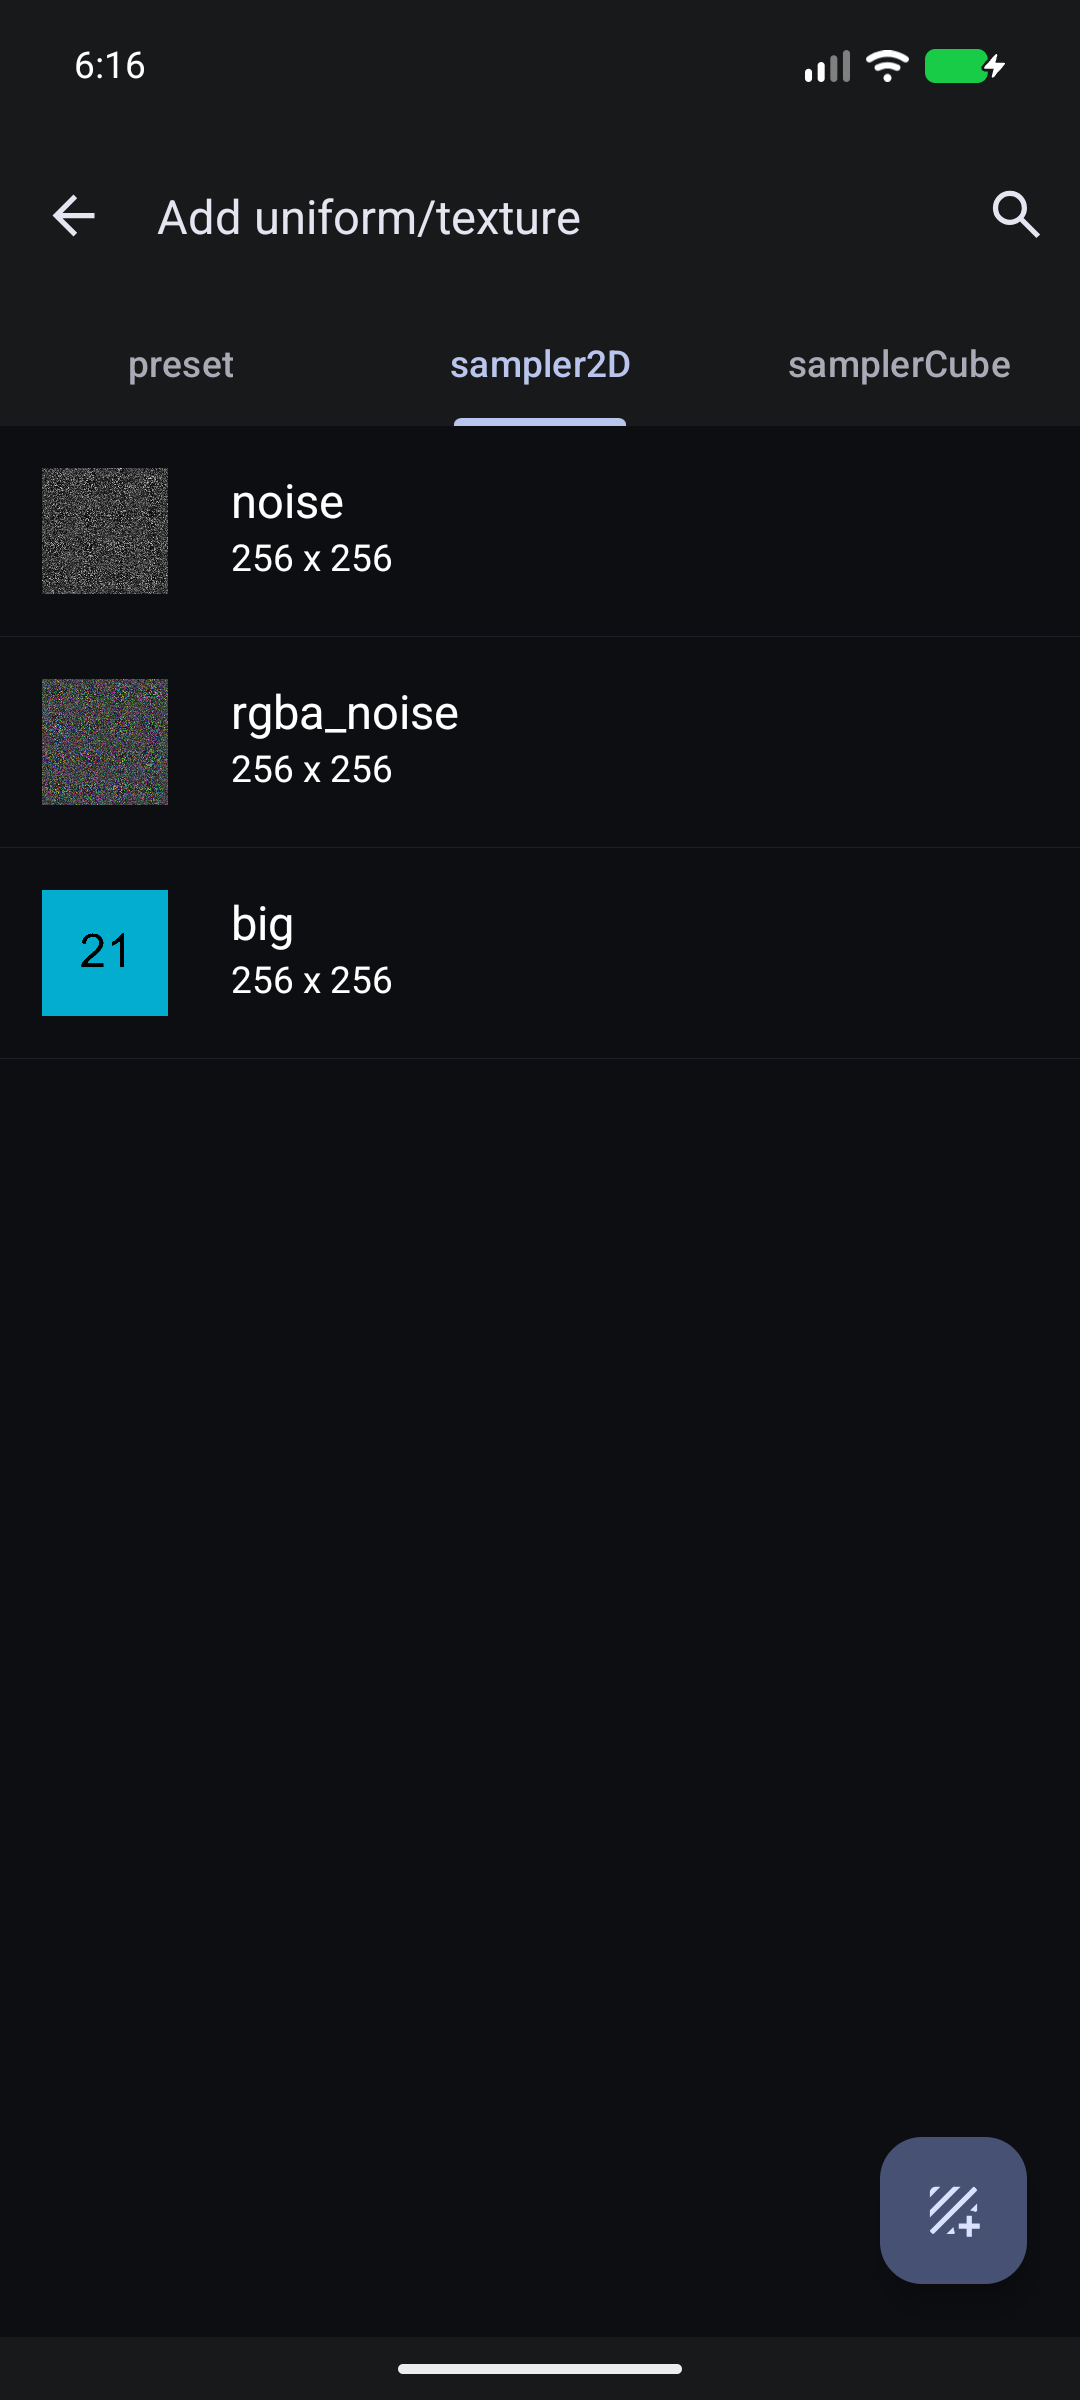 6:16
Add uniform/texture
preset
sampler2D
samplerCube
noise
256 x 256
rgba_noise
256 x 256
21
big
256 x 256